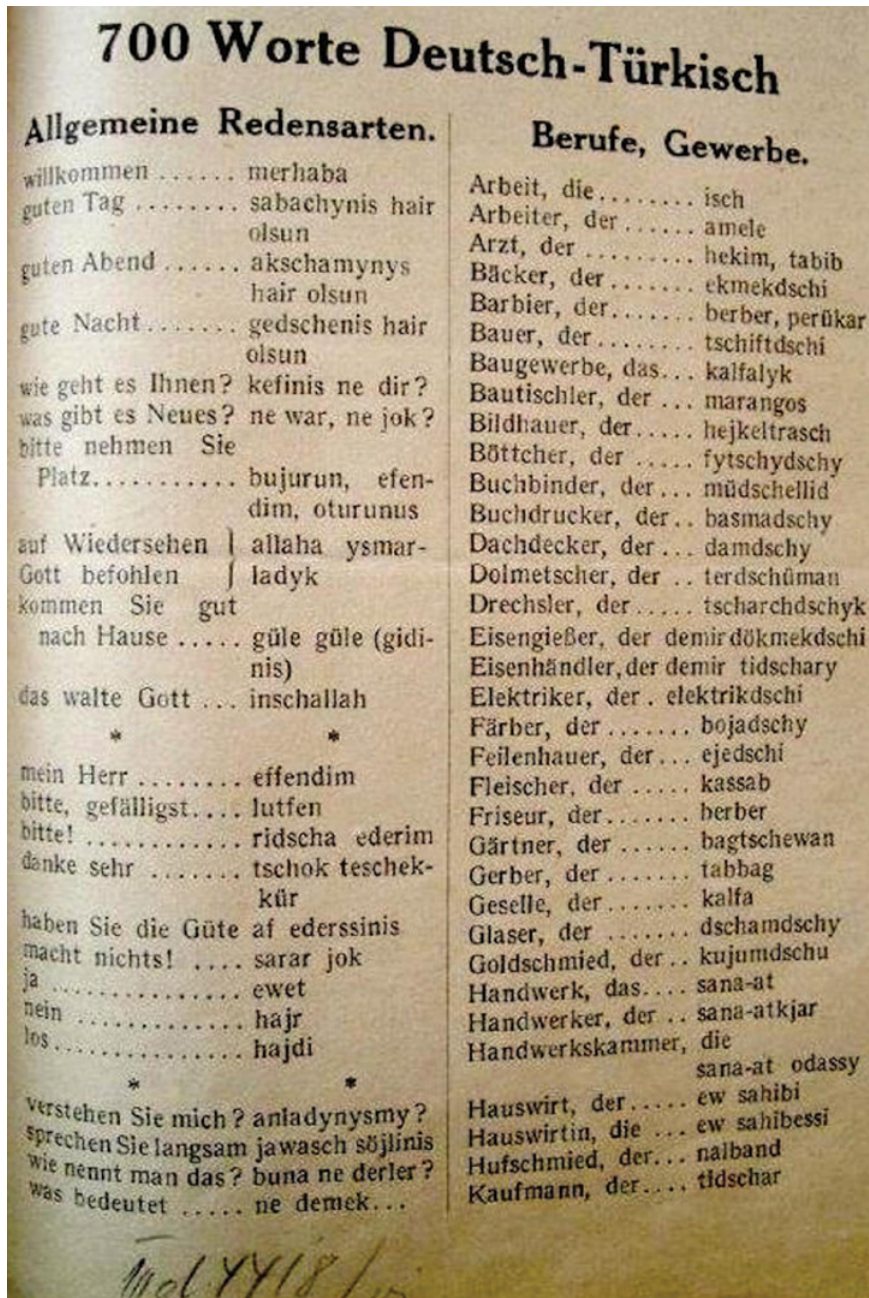 700 Worte Deutsch-Türkisch
Allgemeine Redensarten.
willkommen ...... merhaba
guten Tag ........ sabachynis hair
olsun
guten Abend ...... akschamynys
hair olsun
gute Nacht....... gedschenis hair
olsun
wie geht es Ihnen? kefinis ne dir?
was gibt es Neues? ne war, ne jok?
bitte nehmen Sie
Platz........... bujurun, efen-
dim, oturunus
auf Wiedersehen } allaha ysmar-
Gott befohlen } ladyk
kommen Sie gut
nach Hause ..... güle güle (gidi-
nis)
das walte Gott ... inschallah
* *
mein Herr ........ effendim
bitte, gefälligst.... lutfen
bitte! ............ ridscha ederim
danke sehr ....... tschok teschek-
kür
haben Sie die Güte af ederssinis
macht nichts! .... sarar jok
ja ................ ewet
nein .............. hajr
los................ hajdi
* *
verstehen Sie mich? anladynysmy?
sprechen Sie langsam jawasch söjlinis
wie nennt man das? buna ne derler?
was bedeutet ..... ne demek...
Berufe, Gewerbe.
Arbeit, die........ isch
Arbeiter, der ...... amele
Arzt, der ......... hekim, tabib
Bäcker, der ....... ekmekdschi
Barbier, der....... berber, perükar
Bauer, der........ tschiftdschi
Baugewerbe, das... kalfalyk
Bautischler, der ... marangos
Bildhauer, der..... hejkeltrasch
Böttcher, der ..... fytschydschy
Buchbinder, der... müdschellid
Buchdrucker, der.. basmadschy
Dachdecker, der... damdschy
Dolmetscher, der .. terdschüman
Drechsler, der..... tscharchdschyk
Eisengießer, der demirdökmekdschi
Eisenhändler, der demir tidschary
Elektriker, der . elektrikdschi
Färber, der ....... bojadschy
Feilenhauer, der... ejedschi
Fleischer, der ..... kassab
Friseur, der....... berber
Gärtner, der ...... bagtschewan
Gerber, der ....... tabbag
Geselle, der....... kalfa
Glaser, der ....... dschamdschy
Goldschmied, der.. kujumdschu
Handwerk, das.... sana-at
Handwerker, der .. sana-atkjar
Handwerkskammer, die
sana-at odassy
Hauswirt, der..... ew sahibi
Hauswirtin, die ... ew sahibessi
Hufschmied, der... nalband
Kaufmann, der.... tidschar